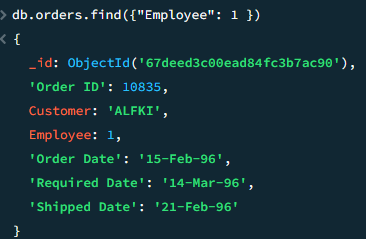 > db.orders.find({"Employee": 1 })
< {
_id: ObjectId('67deed3c00ead84fc3b7ac90'),
'Order ID': 10835,
Customer: 'ALFKI',
Employee: 1,
'Order Date': '15-Feb-96',
'Required Date': '14-Mar-96',
'Shipped Date': '21-Feb-96'
}